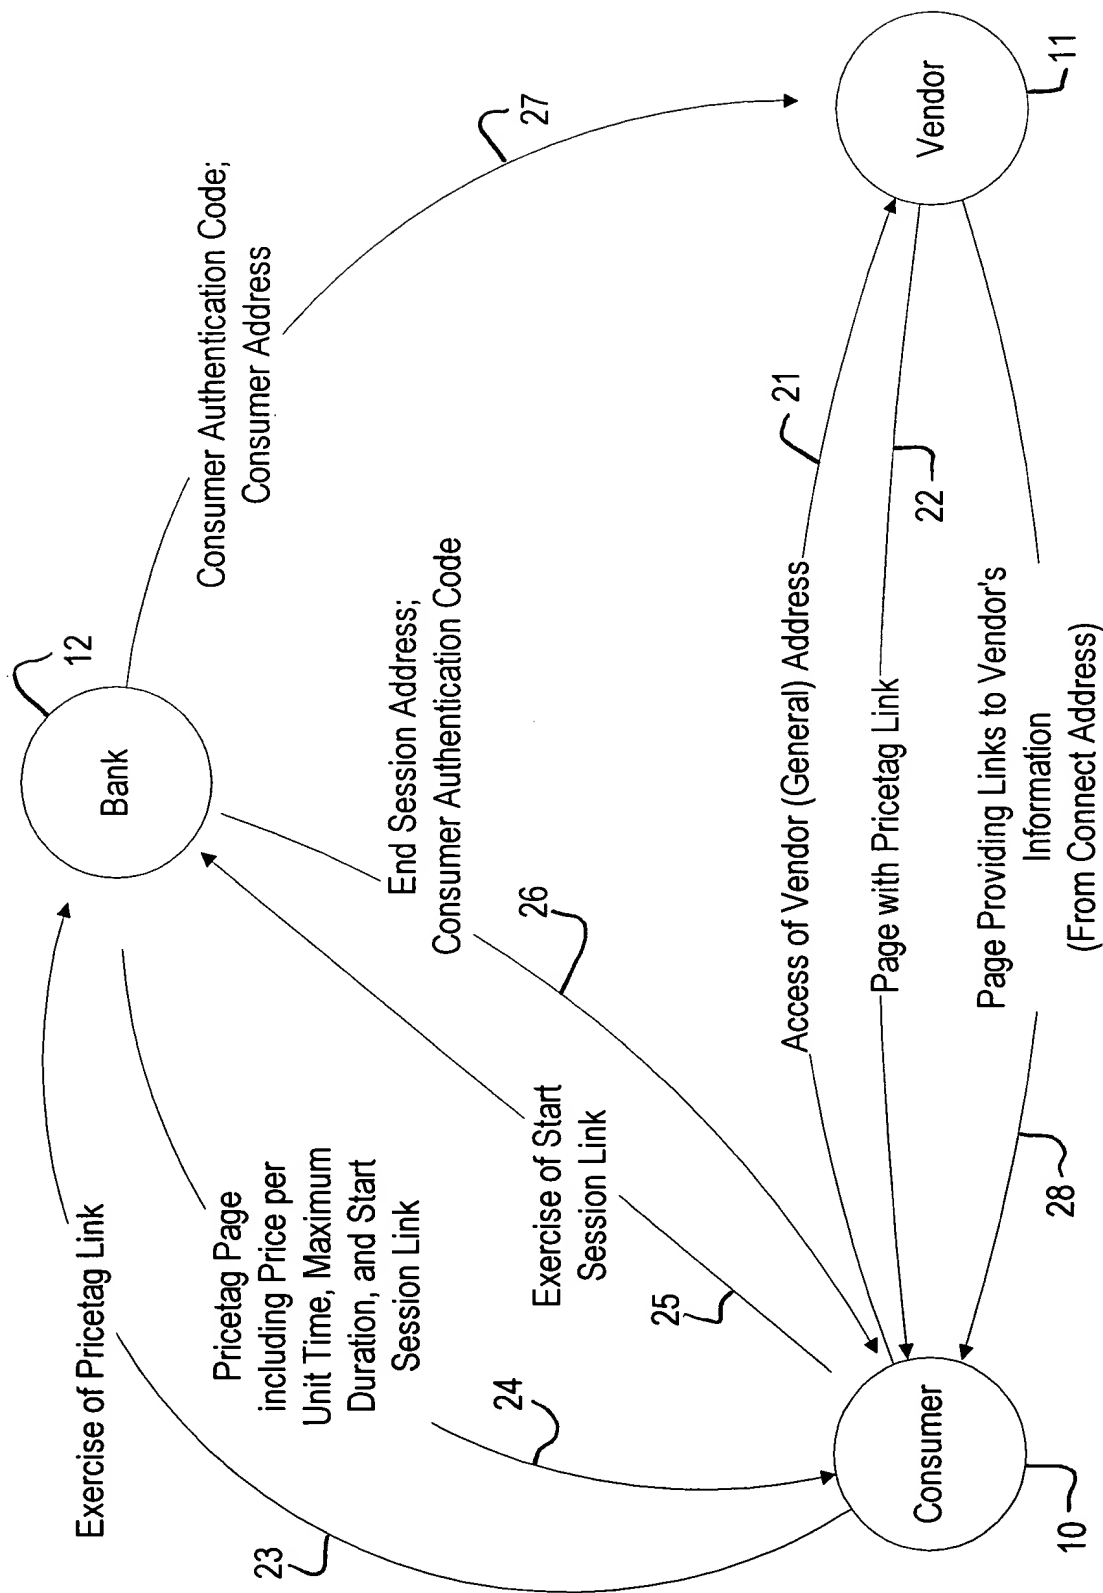 Bank
12
Exercise of Pricetag Link
23
Pricetag Page
including Price per
Unit Time, Maximum
Duration, and Start
Session Link
24
Exercise of Start
Session Link
25
End Session Address;
Consumer Authentication Code
26
Consumer Authentication Code;
Consumer Address
27
Access of Vendor (General) Address
21
Page with Pricetag Link
22
Page Providing Links to Vendor's
Information
(From Connect Address)
28
Consumer
10
Vendor
11